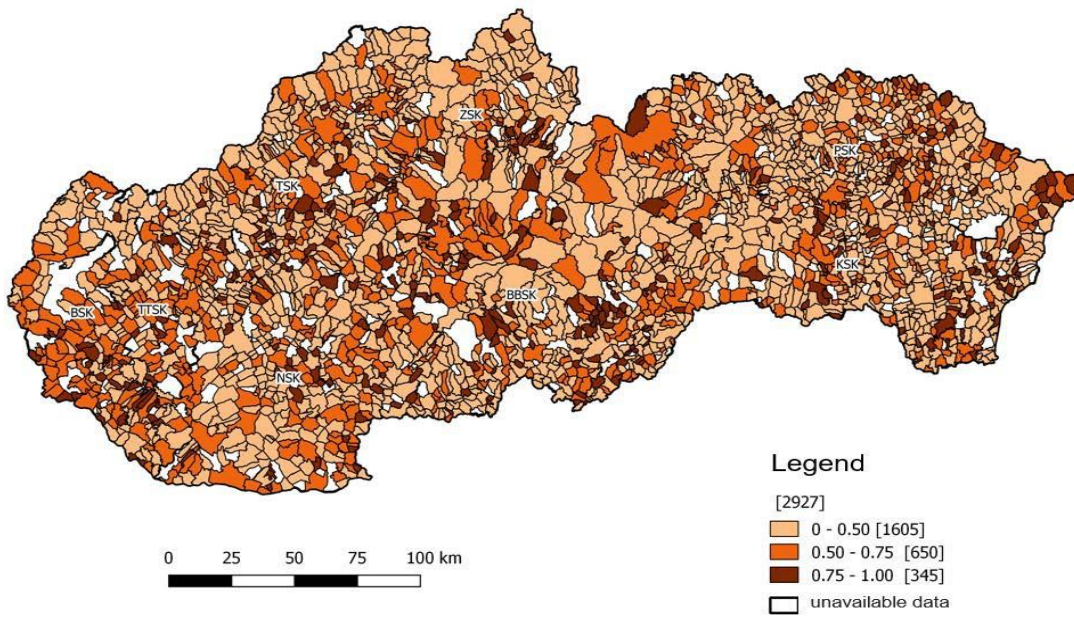 ZSK
PSK
TSK
KSK
BBSK
TTSK
BSK
NSK
Legend
[2927]
0 - 0.50 [1605]
0.50 - 0.75 [650]
0.75 - 1.00 [345]
unavailable data
0 25 50 75 100 km